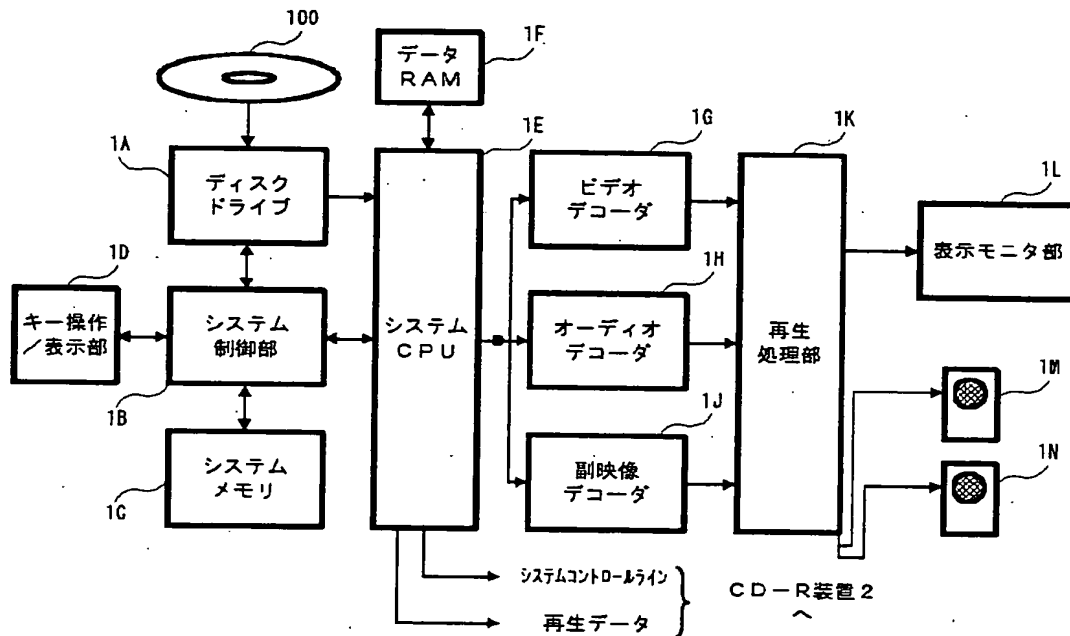 100
データ
RAM
1F
1A
ディスク
ドライブ
1E
1G
ビデオ
デコーダ
1K
1L
表示モニタ部
1D
キー操作
/表示部
システム
制御部
1B
システム
CPU
1H
オーディオ
デコーダ
再生
処理部
1M
システム
メモリ
1C
1J
副映像
デコーダ
1N
システムコントロールライン
再生データ
CD-R装置2
へ